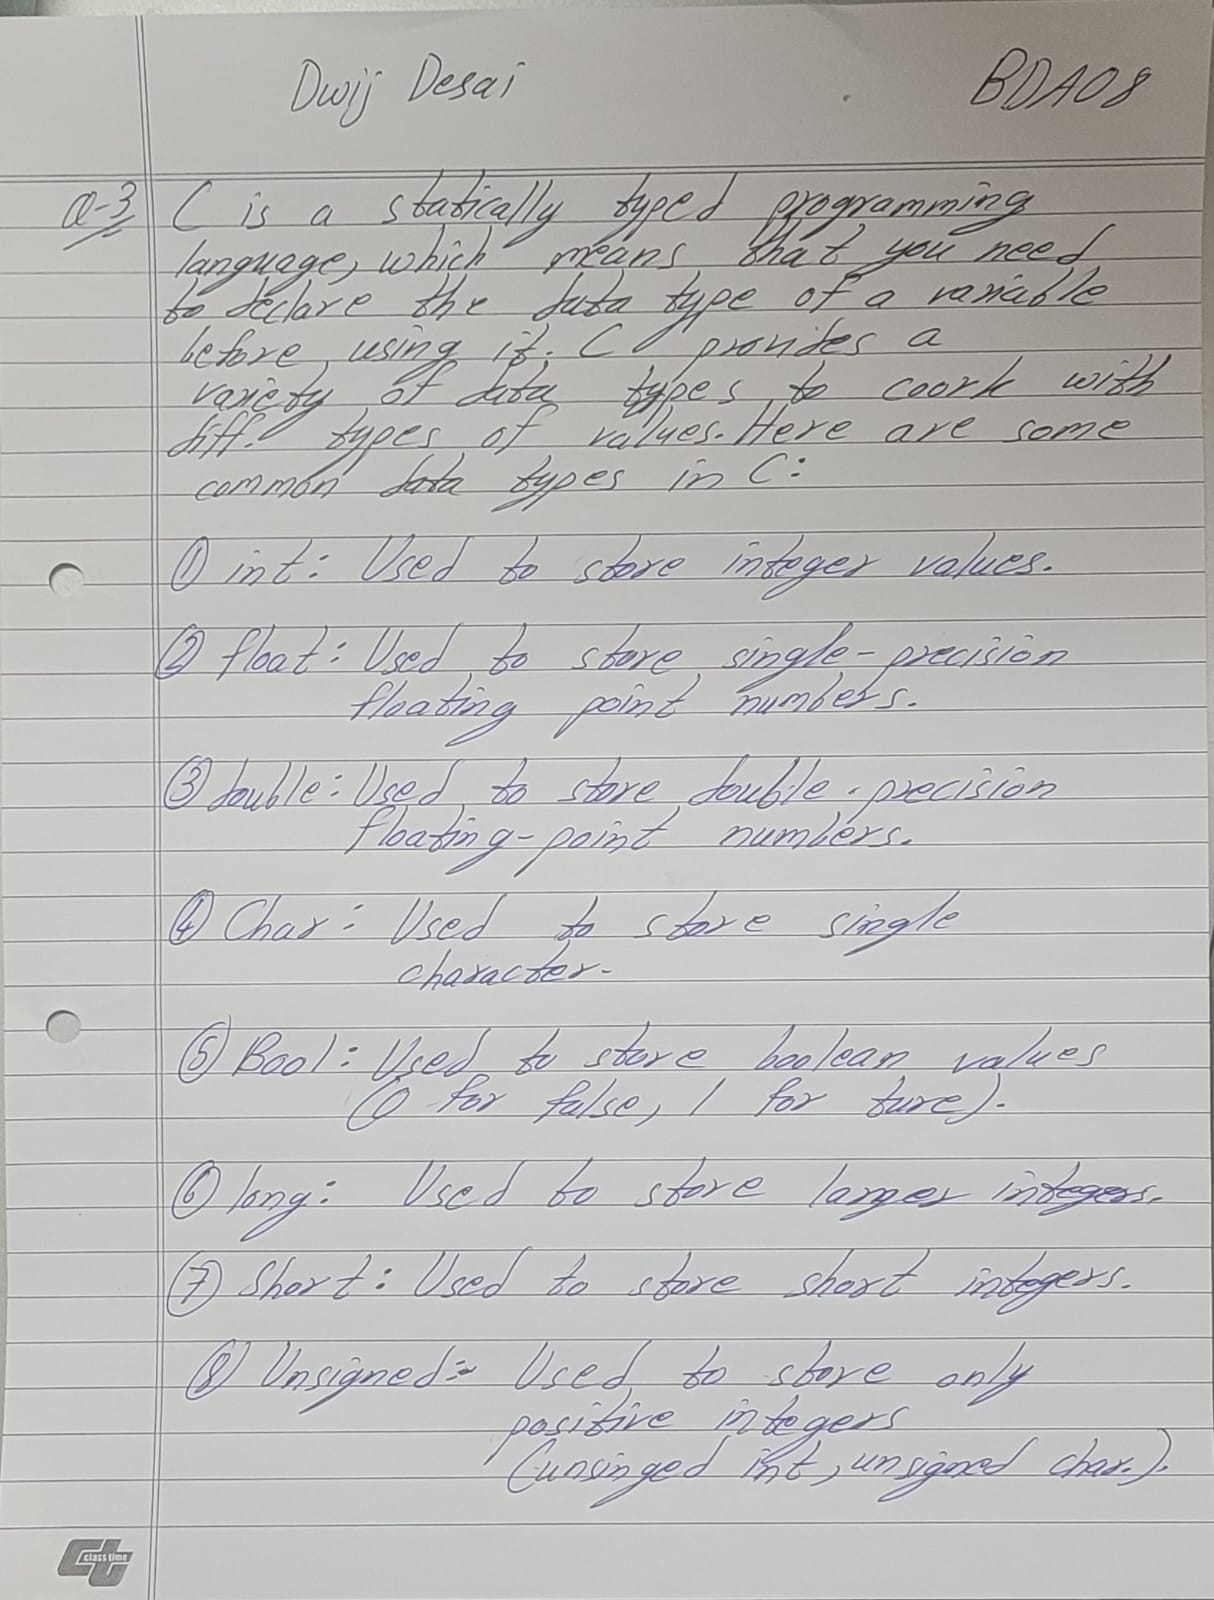 Dwij Desai BDA08
Q-3 C is a statically typed programming
language, which means that you need
to declare the data type of a variable
before using it. C provides a
variety of data types to coork with
diff. types of values. Here are some
common data types in C:
① int: Used to store integer values.
② float: Used to store single-precision
floating point numbers.
③ double: Used to store double-precision
floating-point numbers.
④ Char: Used to store single
character.
⑤ Bool: Used to store boolean values
(0 for false, 1 for ture).
⑥ long: Used to store larger integers.
⑦ Short: Used to store short integers.
⑧ Unsigned:- Used to store only
positive integers
(unsinged int, unsigned char.).
Ct class time